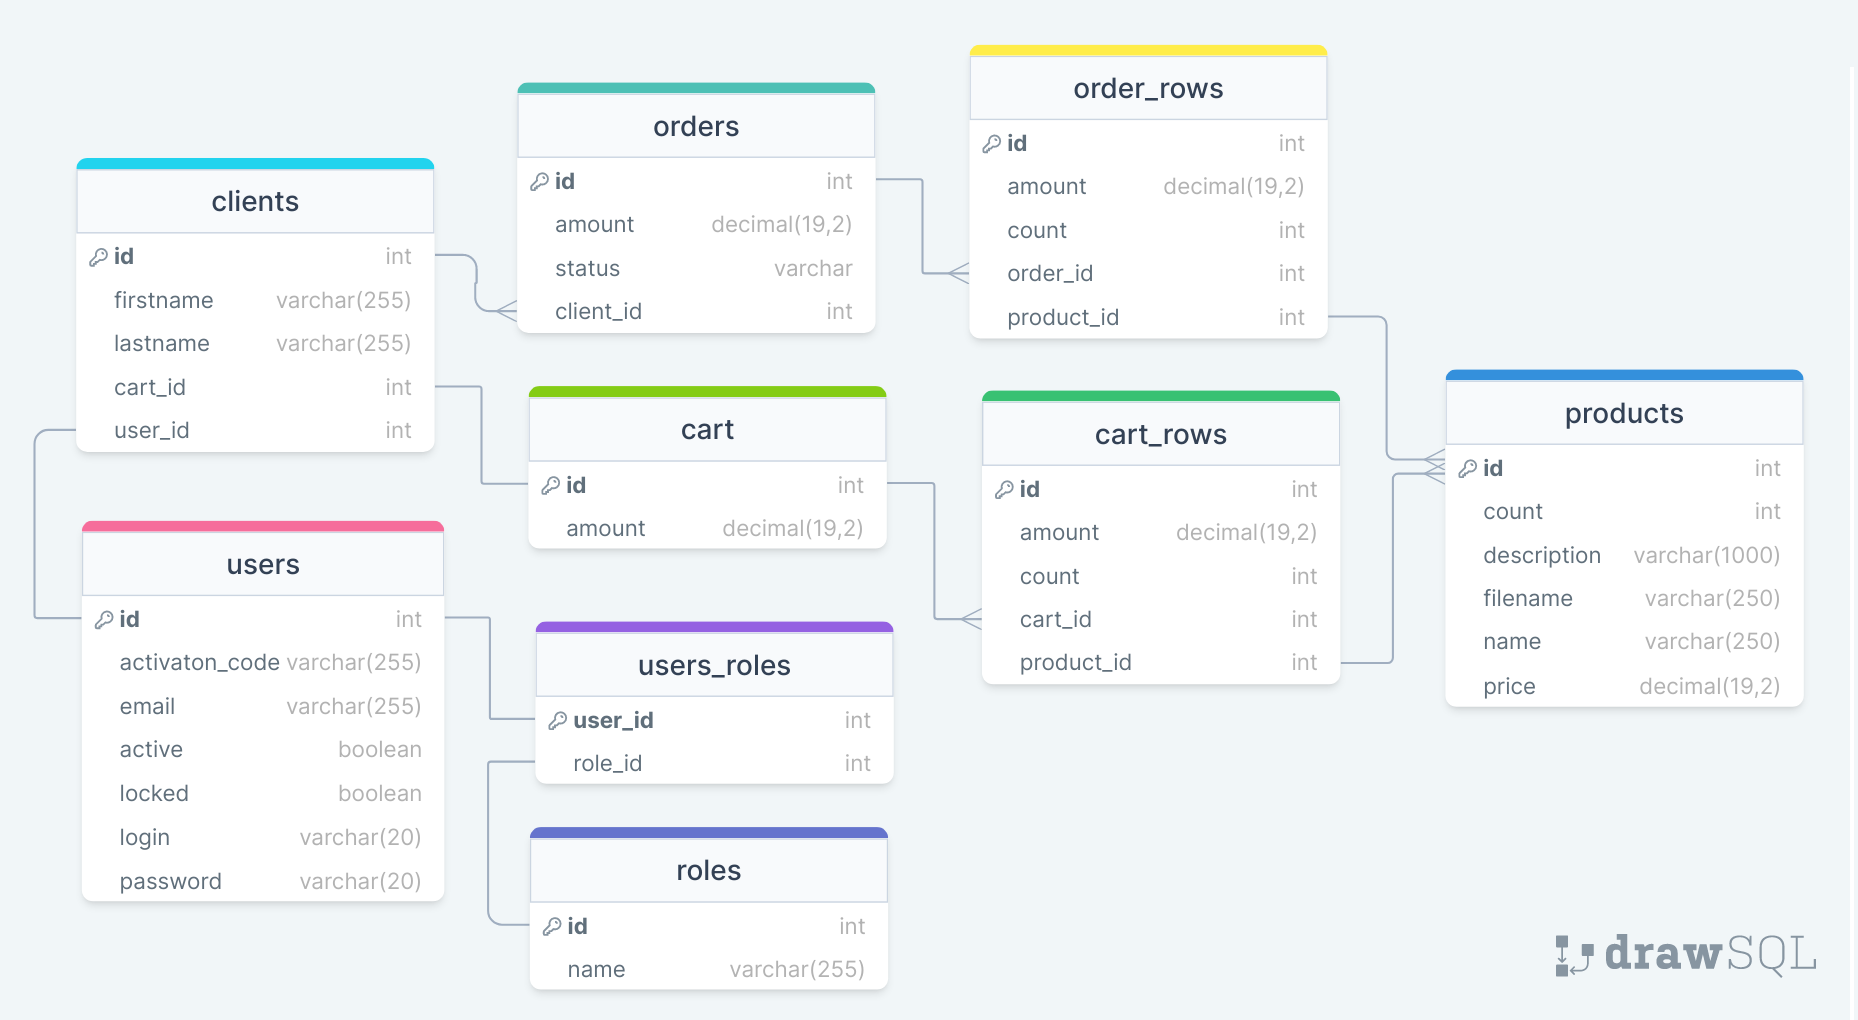 clients
id int
firstname varchar(255)
lastname varchar(255)
cart_id int
user_id int
orders
id int
amount decimal(19,2)
status varchar
client_id int
order_rows
id int
amount decimal(19,2)
count int
order_id int
product_id int
cart
id int
amount decimal(19,2)
cart_rows
id int
amount decimal(19,2)
count int
cart_id int
product_id int
products
id int
count int
description varchar(1000)
filename varchar(250)
name varchar(250)
price decimal(19,2)
users
id int
activaton_code varchar(255)
email varchar(255)
active boolean
locked boolean
login varchar(20)
password varchar(20)
users_roles
user_id int
role_id int
roles
id int
name varchar(255)
drawSQL